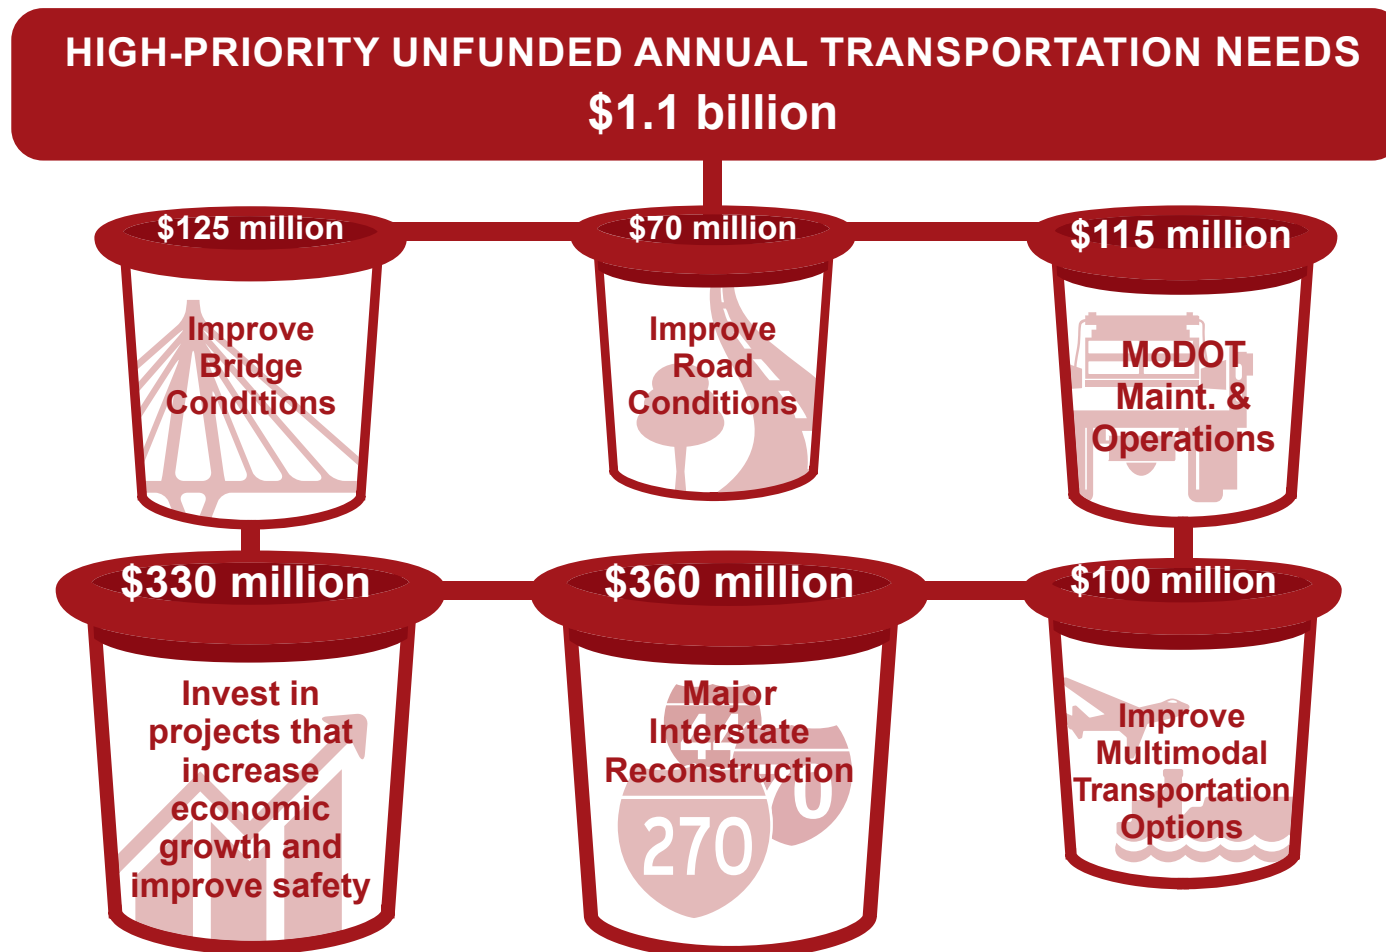 HIGH-PRIORITY UNFUNDED ANNUAL TRANSPORTATION NEEDS
$1.1 billion
$125 million
Improve
Bridge
Conditions
$70 million
Improve
Road
Conditions
$115 million
MoDOT
Maint. &
Operations
$330 million
Invest in
projects that
increase
economic
growth and
improve safety
$360 million
Major
Interstate
Reconstruction
270
$100 million
Improve
Multimodal
Transportation
Options